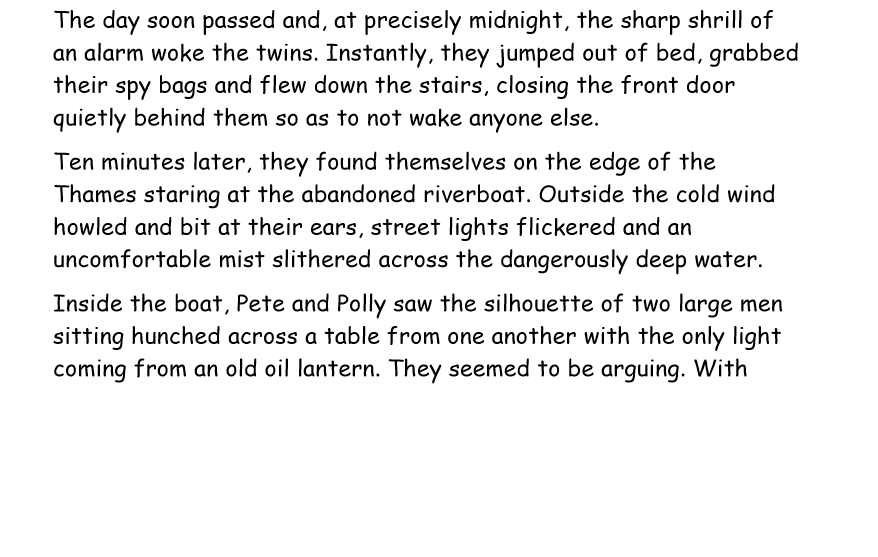 The day soon passed and, at precisely midnight, the sharp shrill of
an alarm woke the twins. Instantly, they jumped out of bed, grabbed
their spy bags and flew down the stairs, closing the front door
quietly behind them so as to not wake anyone else.
Ten minutes later, they found themselves on the edge of the
Thames staring at the abandoned riverboat. Outside the cold wind
howled and bit at their ears, street lights flickered and an
uncomfortable mist slithered across the dangerously deep water.
Inside the boat, Pete and Polly saw the silhouette of two large men
sitting hunched across a table from one another with the only light
coming from an old oil lantern. They seemed to be arguing. With